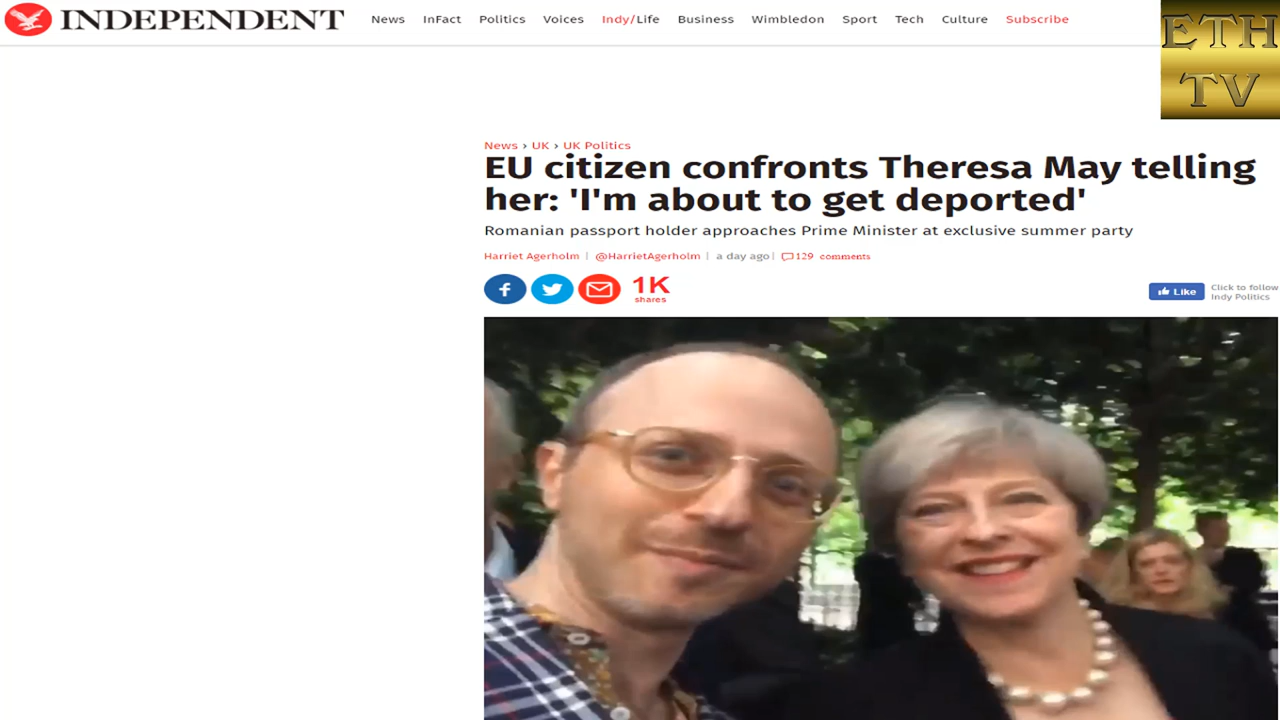 INDEPENDENT
News InFact Politics Voices Indy/Life Business Wimbledon Sport Tech Culture Subscribe
ETH
TV
News › UK › UK Politics
EU citizen confronts Theresa May telling
her: 'I'm about to get deported'
Romanian passport holder approaches Prime Minister at exclusive summer party
Harriet Agerholm | @HarrietAgerholm | a day ago | 129 comments
1K
shares
Like
Click to follow
Indy Politics